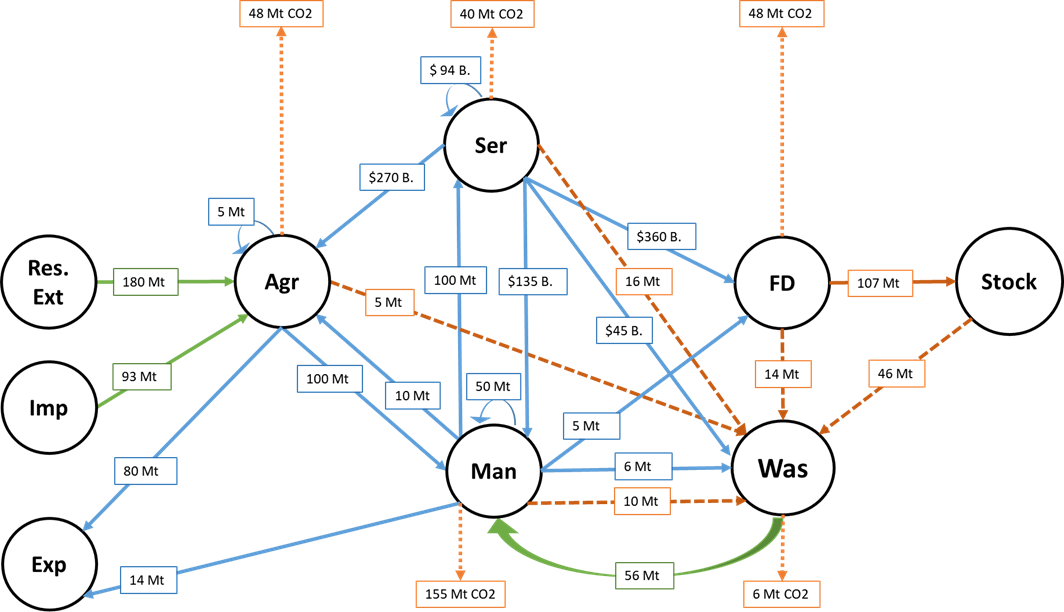 48 Mt CO2
40 Mt CO2
48 Mt CO2
$ 94 B.
Ser
$270 B.
5 Mt
$360 B.
Res.
Ext
180 Mt
Agr
100 Mt
$135 B.
16 Mt
FD
107 Mt
Stock
5 Mt
$45 B.
93 Mt
Imp
100 Mt
10 Mt
50 Mt
14 Mt
46 Mt
5 Mt
80 Mt
Man
6 Mt
Was
10 Mt
Exp
14 Mt
56 Mt
155 Mt CO2
6 Mt CO2